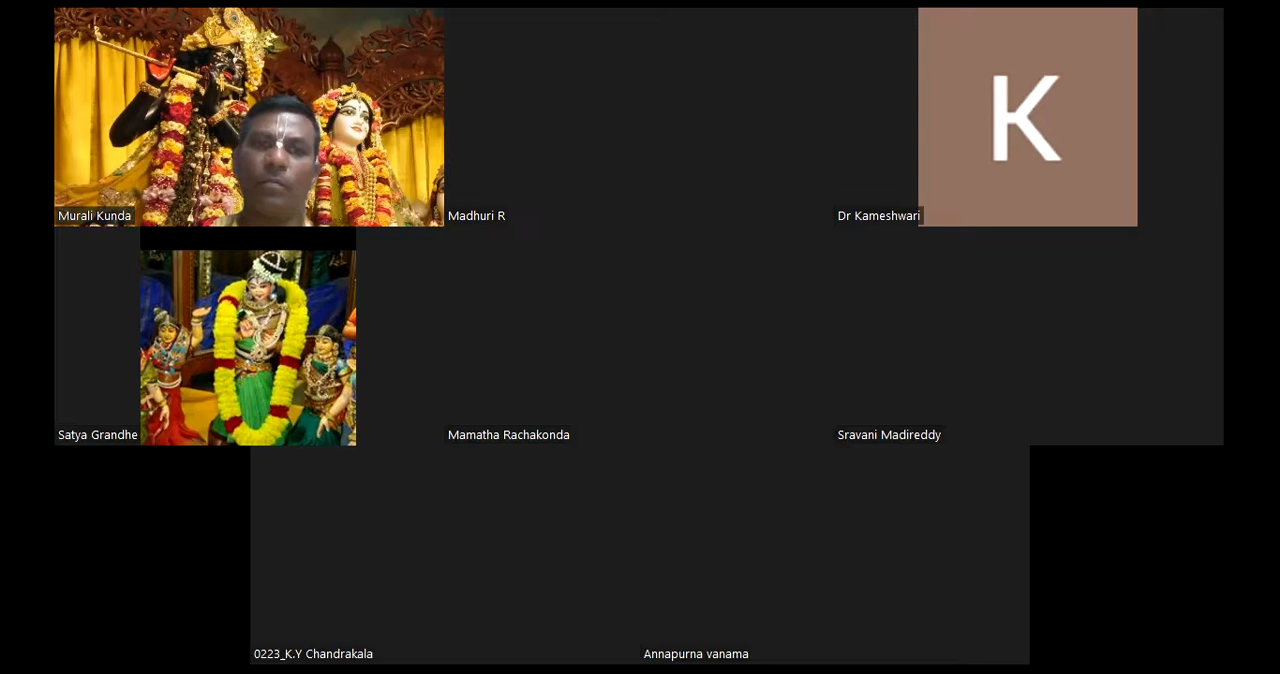 K
Murali Kunda
Madhuri R
Dr Kameshwari
Satya Grandhe
Mamatha Rachakonda
Sravani Madireddy
0223_K.Y Chandrakala
Annapurna vanama